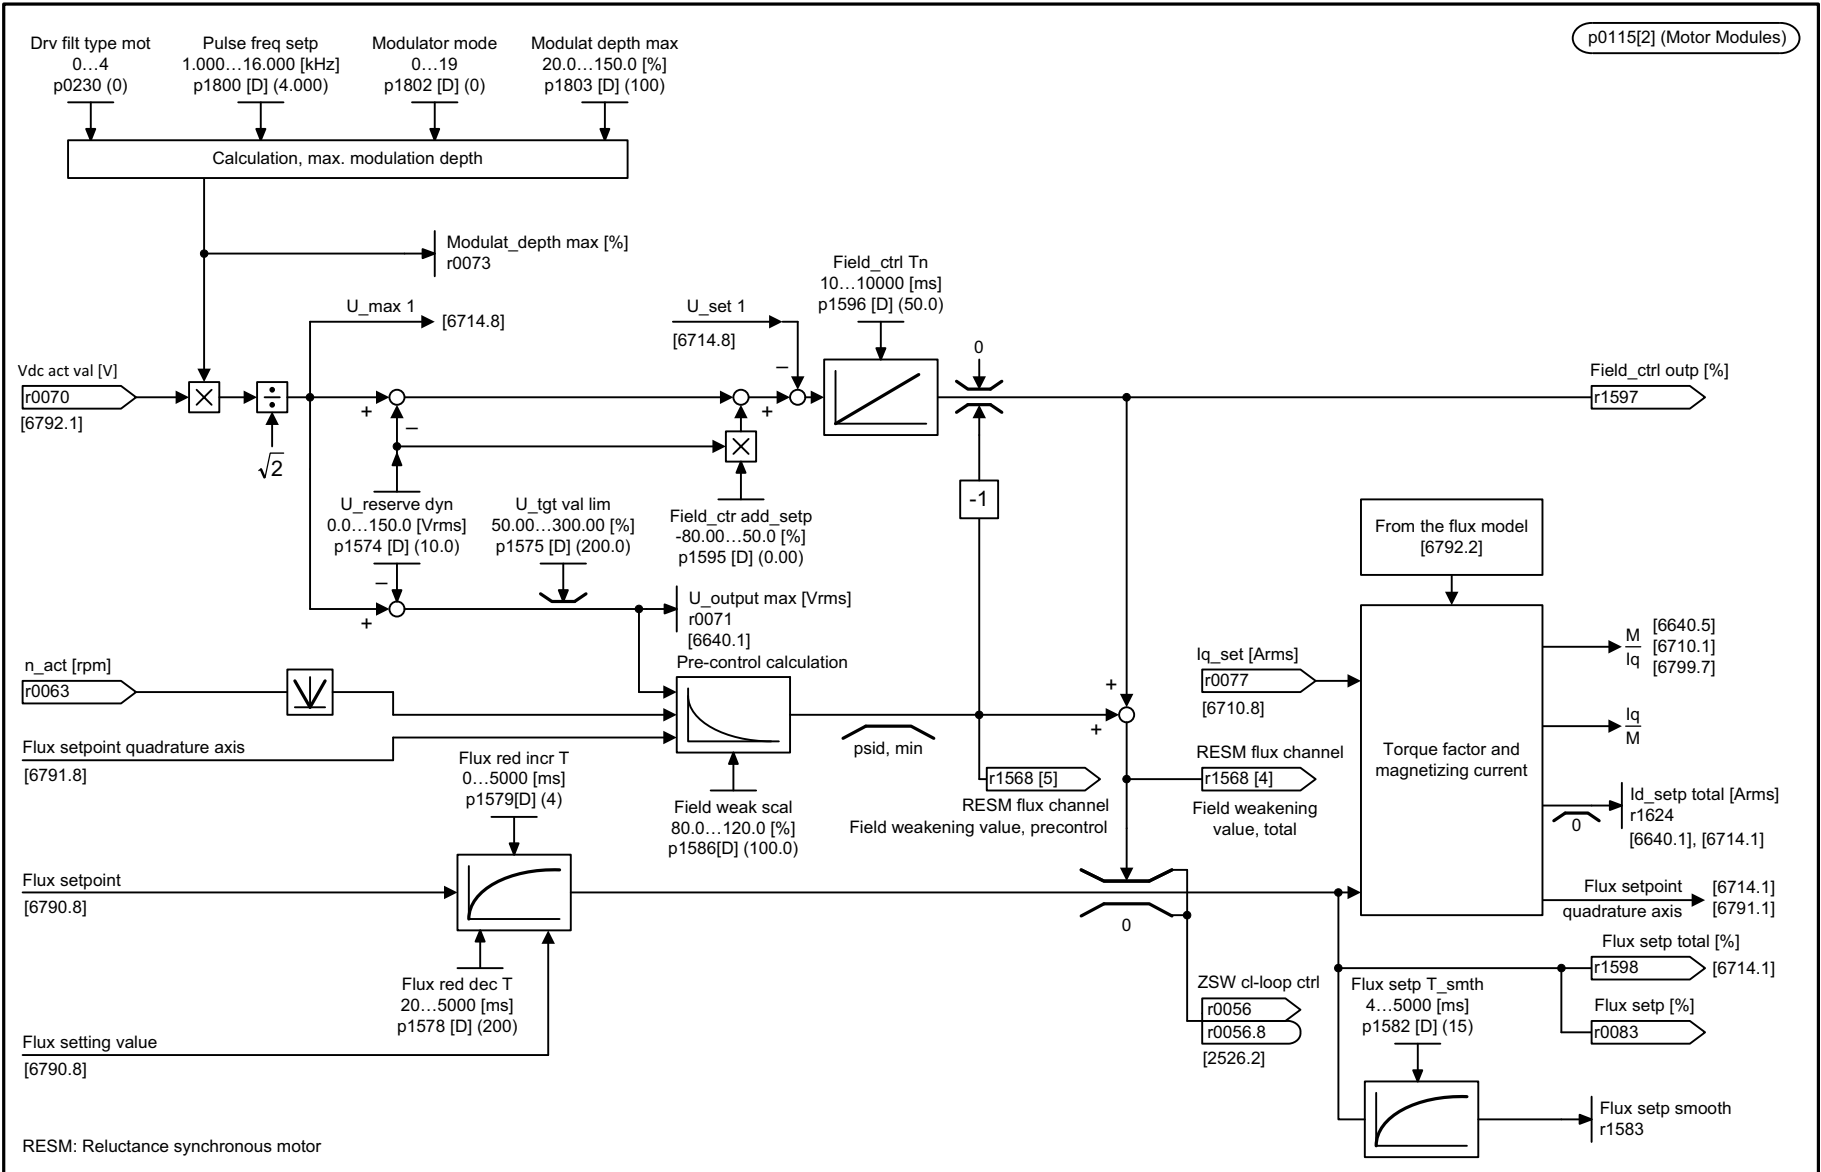 p0115[2] (Motor Modules)
Drv filt type mot
0...4
p0230 (0)
Pulse freq setp
1.000...16.000 [kHz]
p1800 [D] (4.000)
Modulator mode
0...19
p1802 [D] (0)
Modulat depth max
20.0...150.0 [%]
p1803 [D] (100)
Calculation, max. modulation depth
Modulat_depth max [%]
r0073
U_max 1
[6714.8]
U_set 1
[6714.8]
Field_ctrl Tn
10...10000 [ms]
p1596 [D] (50.0)
0
Vdc act val [V]
r0070
[6792.1]
×
÷
√2
+
–
+
–
×
Field_ctrl outp [%]
r1597
-1
U_reserve dyn
0.0...150.0 [Vrms]
p1574 [D] (10.0)
U_tgt val lim
50.00...300.00 [%]
p1575 [D] (200.0)
Field_ctr add_setp
-80.00...50.0 [%]
p1595 [D] (0.00)
From the flux model
[6792.2]
–
+
U_output max [Vrms]
r0071
[6640.1]
Pre-control calculation
n_act [rpm]
r0063
Flux setpoint quadrature axis
[6791.8]
psid, min
+
+
Iq_set [Arms]
r0077
[6710.8]
RESM flux channel
r1568 [4]
Field weakening
value, total
r1568 [5]
RESM flux channel
Field weakening value, precontrol
Torque factor and
magnetizing current
M
Iq
[6640.5]
[6710.1]
[6799.7]
Iq
M
Id_setp total [Arms]
r1624
[6640.1], [6714.1]
0
Flux setpoint
quadrature axis
[6714.1]
[6791.1]
Flux red incr T
0...5000 [ms]
p1579[D] (4)
Field weak scal
80.0...120.0 [%]
p1586[D] (100.0)
Flux setpoint
[6790.8]
0
Flux red dec T
20...5000 [ms]
p1578 [D] (200)
Flux setting value
[6790.8]
ZSW cl-loop ctrl
r0056
r0056.8
[2526.2]
Flux setp total [%]
r1598
[6714.1]
Flux setp [%]
r0083
Flux setp T_smth
4...5000 [ms]
p1582 [D] (15)
Flux setp smooth
r1583
RESM: Reluctance synchronous motor